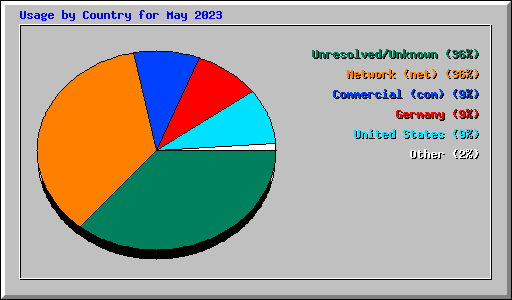 Usage by Country for May 2023
Unresolved/Unknown (36%)
Network (net) (36%)
Commercial (com) (9%)
Germany (9%)
United States (9%)
Other (2%)